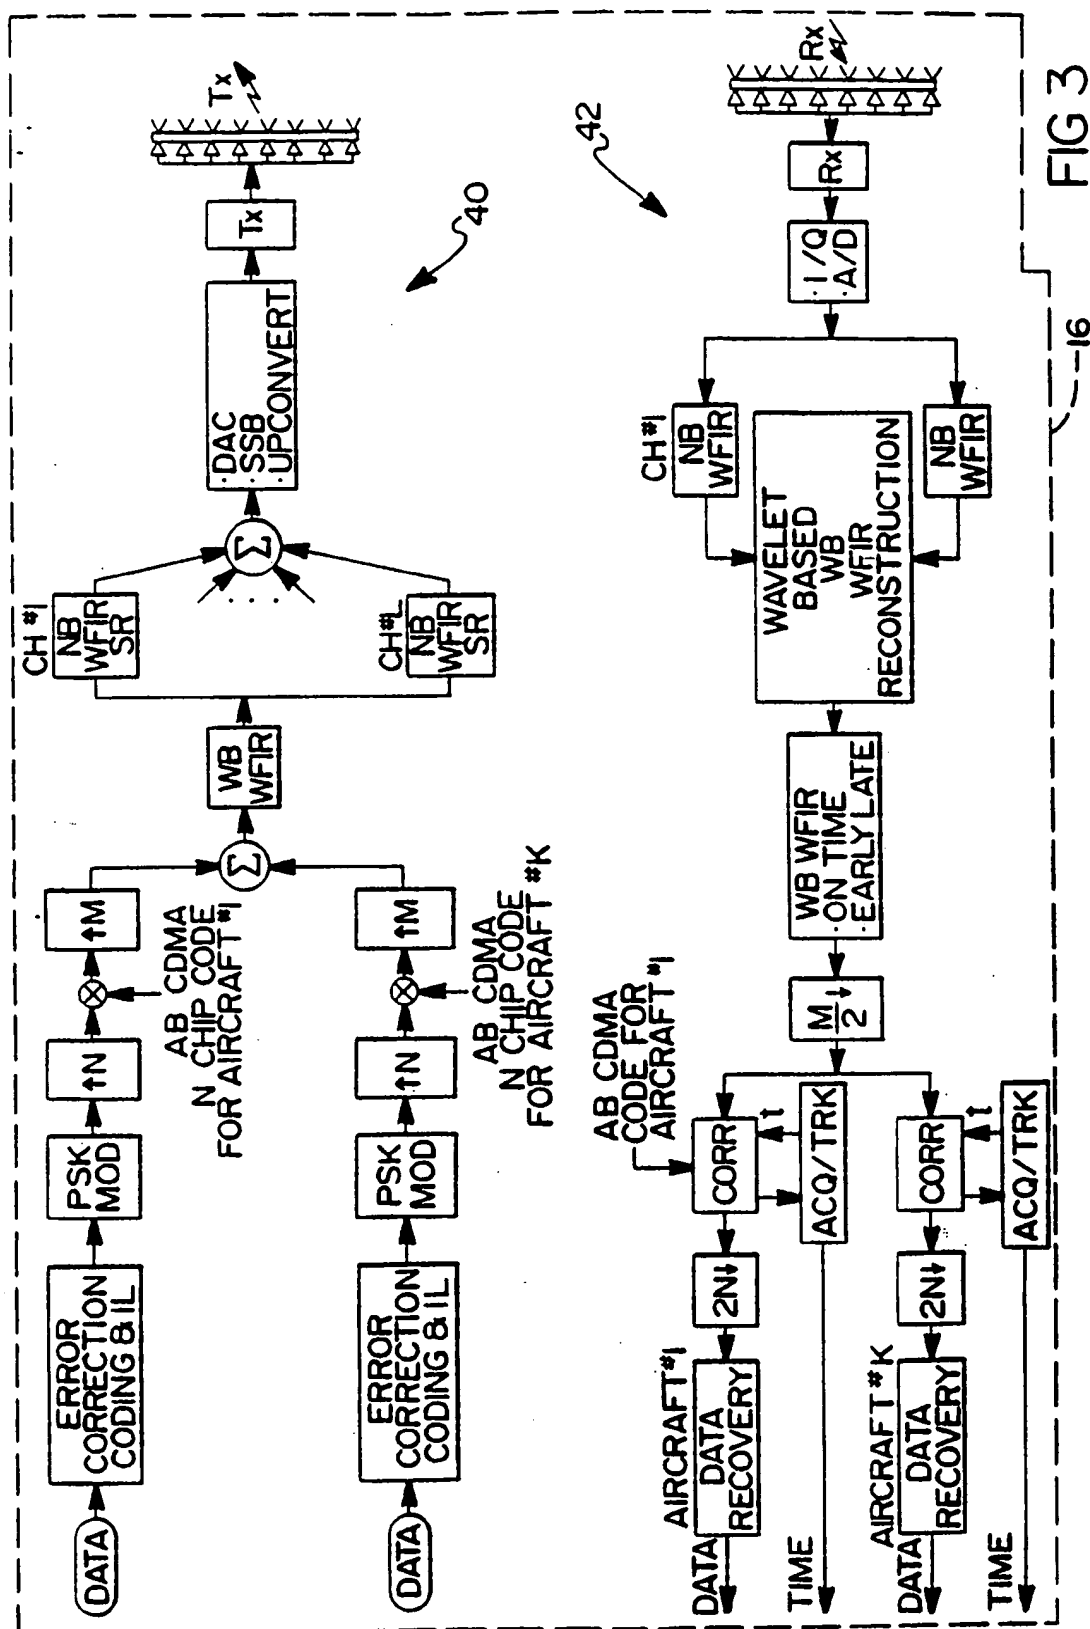 DATA
ERROR
CORRECTION
CODING & IL
PSK
MOD
↑N
AB CDMA
N CHIP CODE
FOR AIRCRAFT #1
↑M
DATA
ERROR
CORRECTION
CODING & IL
PSK
MOD
↑N
AB CDMA
N CHIP CODE
FOR AIRCRAFT #K
↑M
Σ
WB
WFIR
CH #1
NB
WFIR
SR
CH #L
NB
WFIR
SR
Σ
·DAC
·SSB
·UPCONVERT
Tx
Tx
40
42
Rx
Rx
·I/Q
·A/D
CH #1
NB
WFIR
NB
WFIR
WAVELET
BASED
WB
WFIR
RECONSTRUCTION
WB WFIR
·ON TIME
·EARLY LATE
M↓
2
AB CDMA
CODE FOR
AIRCRAFT #1
CORR
t
ACQ/TRK
2N↓
AIRCRAFT #1
DATA
RECOVERY
DATA
TIME
CORR
t
ACQ/TRK
2N↓
AIRCRAFT #K
DATA
RECOVERY
DATA
TIME
16
FIG 3